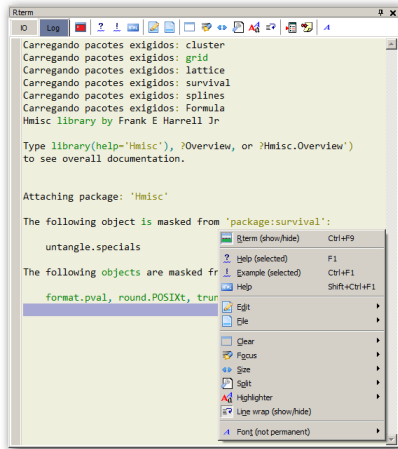 Rterm
IO Log
Carregando pacotes exigidos: cluster
Carregando pacotes exigidos: grid
Carregando pacotes exigidos: lattice
Carregando pacotes exigidos: survival
Carregando pacotes exigidos: splines
Carregando pacotes exigidos: Formula
Hmisc library by Frank E Harrell Jr
Type library(help='Hmisc'), ?Overview, or ?Hmisc.Overview')
to see overall documentation.
Attaching package: 'Hmisc'
The following object is masked from 'package:survival':
untangle.specials
The following objects are masked fr
format.pval, round.POSIXt, trun
Rterm (show/hide) Ctrl+F9
Help (selected) F1
Example (selected) Ctrl+F1
Help Shift+Ctrl+F1
Edit
File
Clear
Focus
Size
Split
Highlighter
Line wrap (show/hide)
Font (not permanent)